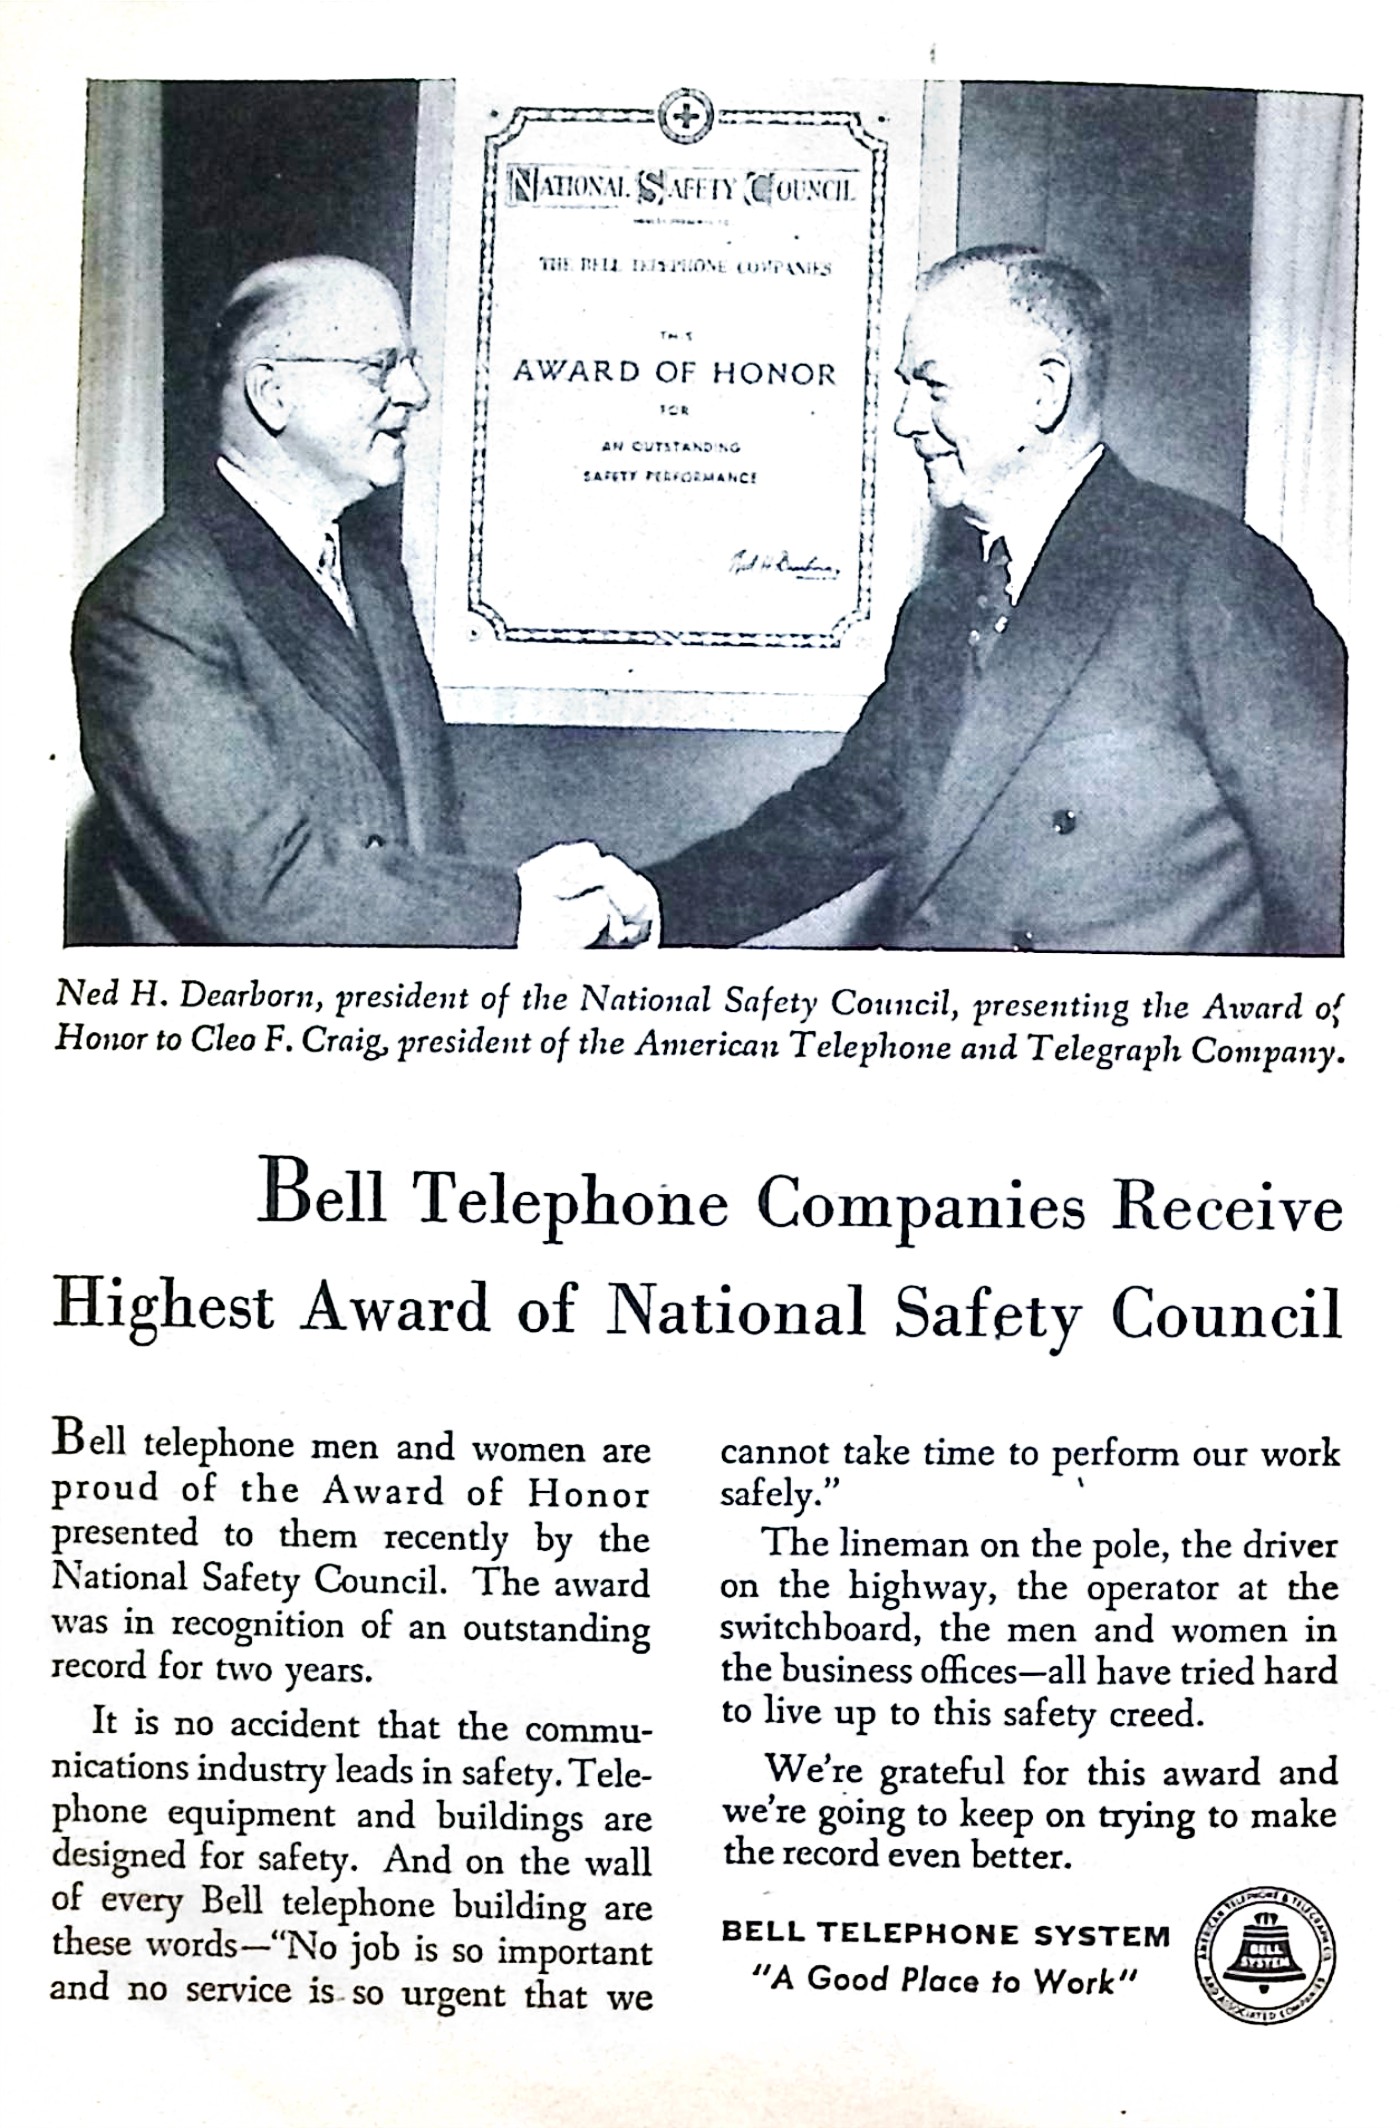 NATIONAL SAFETY COUNCIL
THE BELL TELEPHONE COMPANIES
THIS
AWARD OF HONOR
FOR
AN OUTSTANDING
SAFETY PERFORMANCE
Ned H. Dearborn,
Ned H. Dearborn, president of the National Safety Council, presenting the Award of
Honor to Cleo F. Craig, president of the American Telephone and Telegraph Company.
Bell Telephone Companies Receive
Highest Award of National Safety Council
Bell telephone men and women are
proud of the Award of Honor
presented to them recently by the
National Safety Council. The award
was in recognition of an outstanding
record for two years.
It is no accident that the commu-
nications industry leads in safety. Tele-
phone equipment and buildings are
designed for safety. And on the wall
of every Bell telephone building are
these words—“No job is so important
and no service is so urgent that we
cannot take time to perform our work
safely.”
The lineman on the pole, the driver
on the highway, the operator at the
switchboard, the men and women in
the business offices—all have tried hard
to live up to this safety creed.
We’re grateful for this award and
we’re going to keep on trying to make
the record even better.
BELL TELEPHONE SYSTEM
"A Good Place to Work"
AMERICAN TELEPHONE & TELEGRAPH CO.
BELL
SYSTEM
AND ASSOCIATED COMPANIES